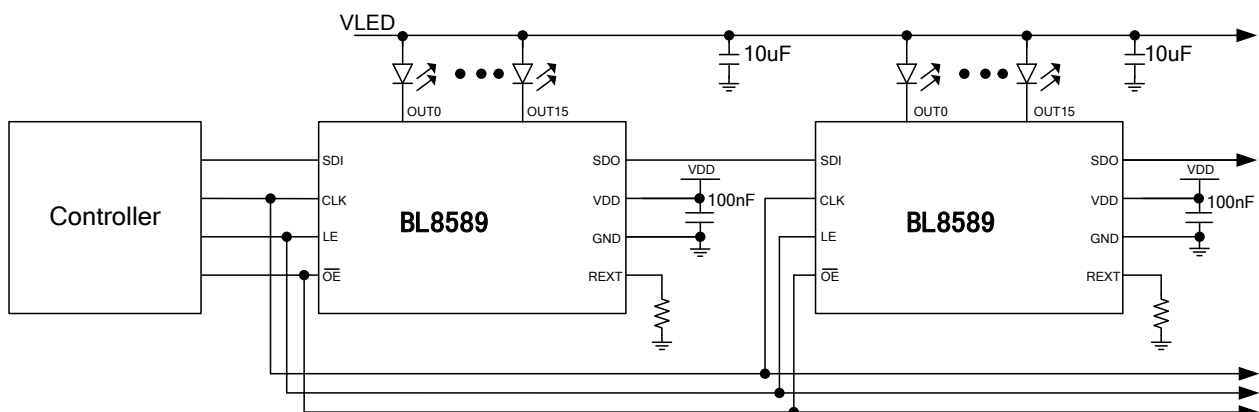 VLED
10uF
10uF
OUT0
OUT15
OUT0
OUT15
Controller
SDI
CLK
LE
OE
BL8589
SDO
VDD
GND
REXT
VDD
100nF
SDI
CLK
LE
OE
BL8589
SDO
VDD
GND
REXT
VDD
100nF